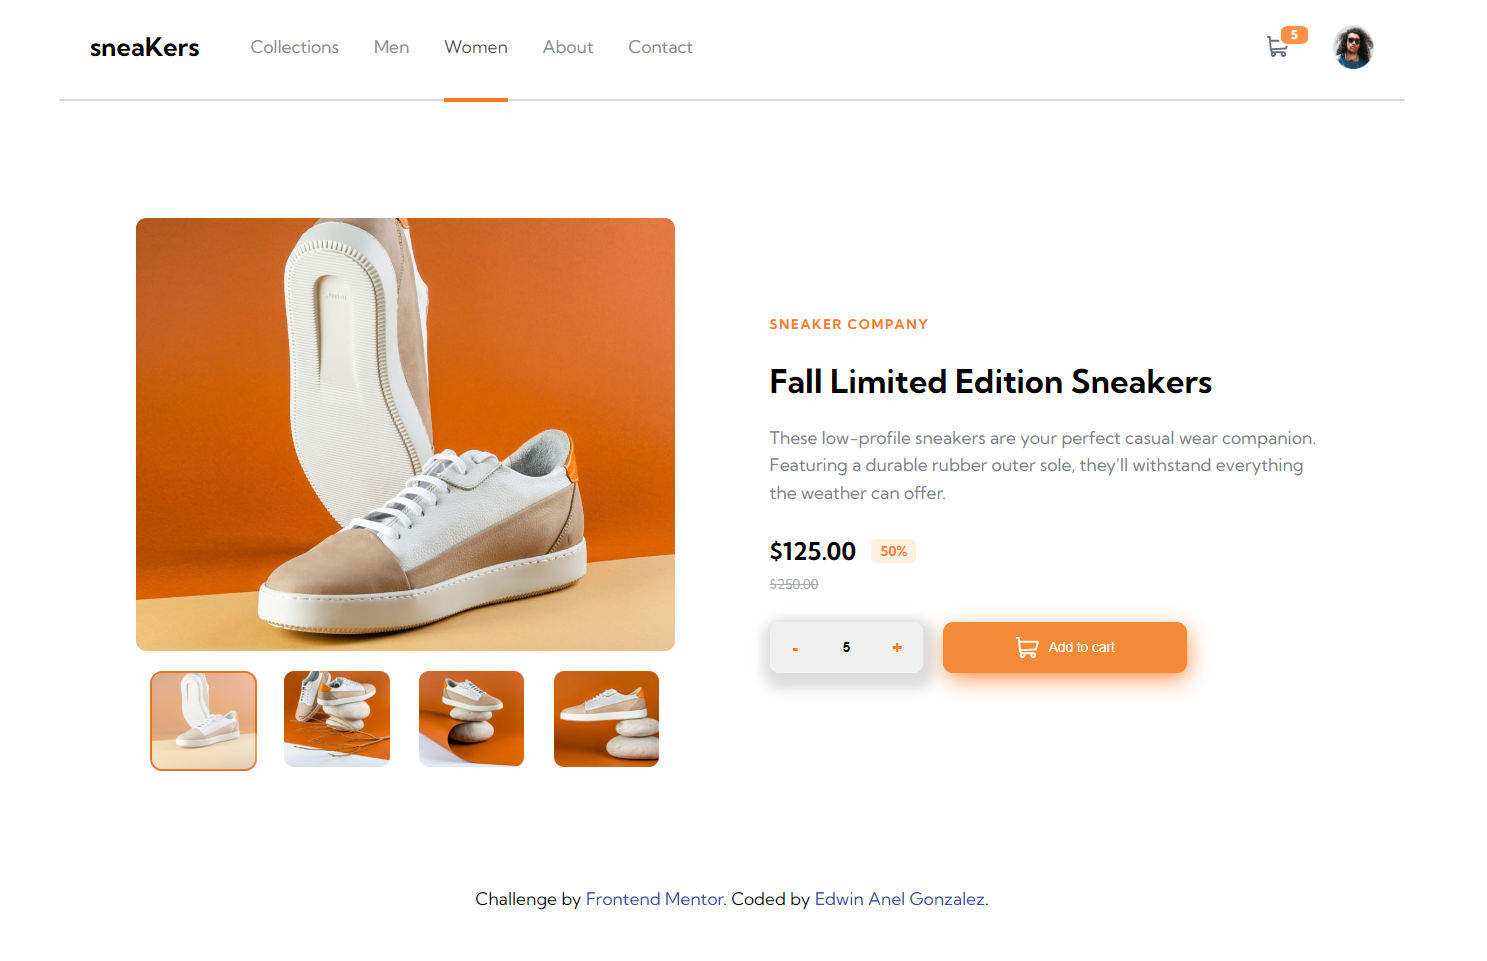 sneaKers Collections Men Women About Contact 5
SNEAKER COMPANY
Fall Limited Edition Sneakers
These low-profile sneakers are your perfect casual wear companion.
Featuring a durable rubber outer sole, they'll withstand everything
the weather can offer.
$125.00 50%
$250.00
- 5 + Add to cart
Challenge by Frontend Mentor. Coded by Edwin Anel Gonzalez.